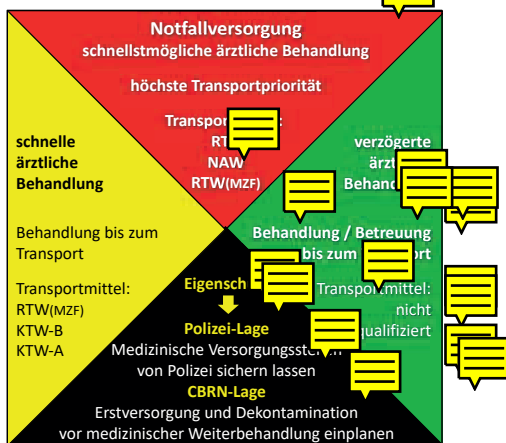 Notfallversorgung
schnellstmögliche ärztliche Behandlung
höchste Transportpriorität
NAW
RTW(MZF)
schnelle
ärztliche
Behandlung
Behandlung bis zum
Transport
Transportmittel:
RTW(MZF)
KTW-B
KTW-A
verzögerte
Behandlung / Betreuung
bis zum
Transportmittel:
nicht
qualifiziert
Polizei-Lage
Medizinische
von Polizei sichern lassen
CBRN-Lage
Erstversorgung und Dekontamination
vor medizinischer Weiterbehandlung einplanen